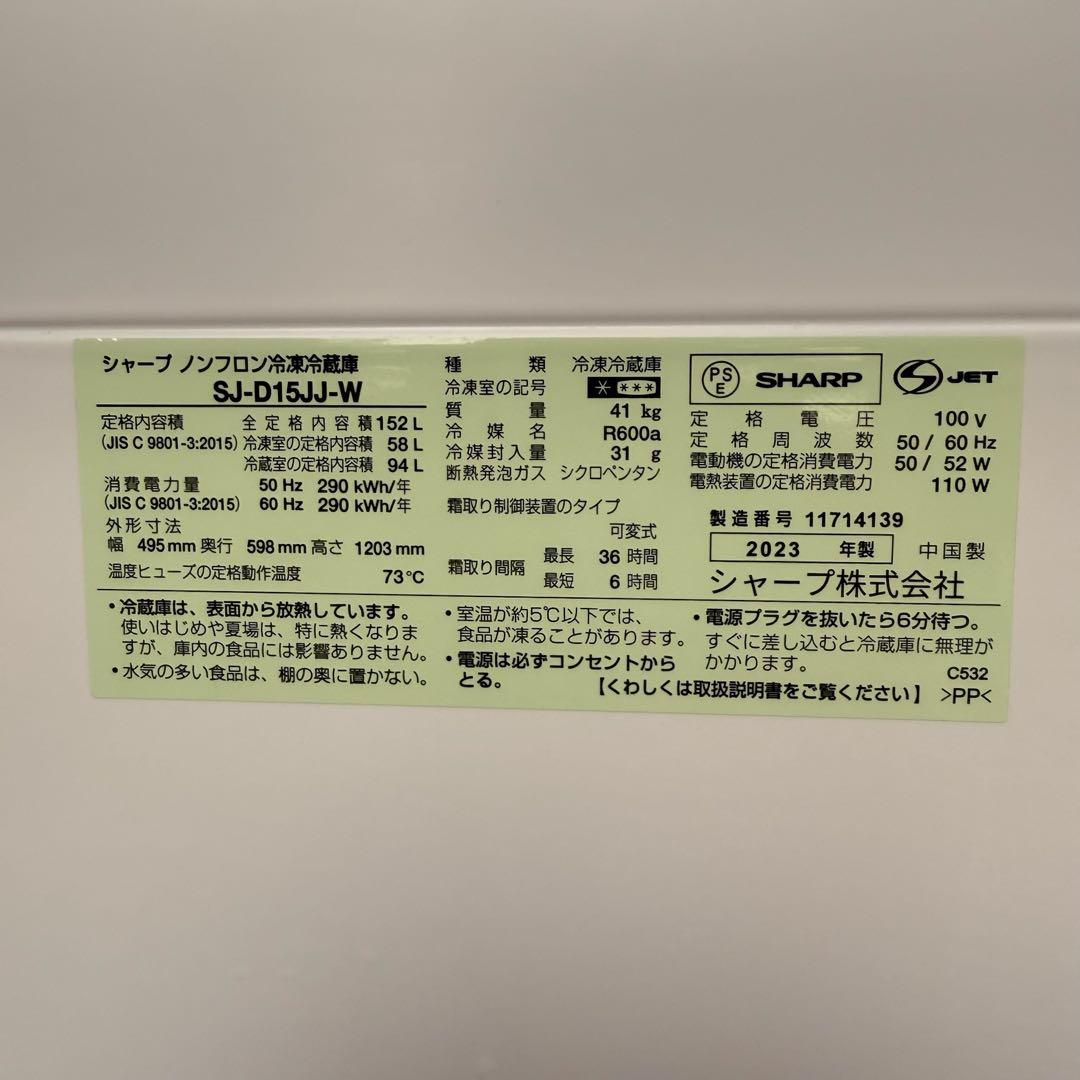 シャープ ノンフロン冷凍冷蔵庫
SJ-D15JJ-W
定格内容積 全定格内容積 152 L
(JIS C 9801-3:2015) 冷凍室の定格内容積 58 L
冷蔵室の定格内容積 94 L
消費電力量 50 Hz 290 kWh/年
(JIS C 9801-3:2015) 60 Hz 290 kWh/年
外形寸法
幅 495 mm 奥行 598 mm 高さ 1203 mm
温度ヒューズの定格動作温度 73℃
種類 冷凍冷蔵庫
冷凍室の記号 * ***
質量 41 kg
冷媒名 R600a
冷媒封入量 31 g
断熱発泡ガス シクロペンタン
霜取り制御装置のタイプ
可変式
霜取り間隔 最長 36 時間
最短 6 時間
PSE SHARP S JET
定格電圧 100 V
定格周波数 50 / 60 Hz
電動機の定格消費電力 50 / 52 W
電熱装置の定格消費電力 110 W
製造番号 11714139
2023 年製 中国製
シャープ株式会社
・冷蔵庫は、表面から放熱しています。
使いはじめや夏場は、特に熱くなりま
すが、庫内の食品には影響ありません。
・水気の多い食品は、棚の奥に置かない。
・室温が約5℃以下では、
食品が凍ることがあります。
・電源は必ずコンセントから
とる。
・電源プラグを抜いたら6分待つ。
すぐに差し込むと冷蔵庫に無理が
かかります。 C532
【くわしくは取扱説明書をご覧ください】 >PP<